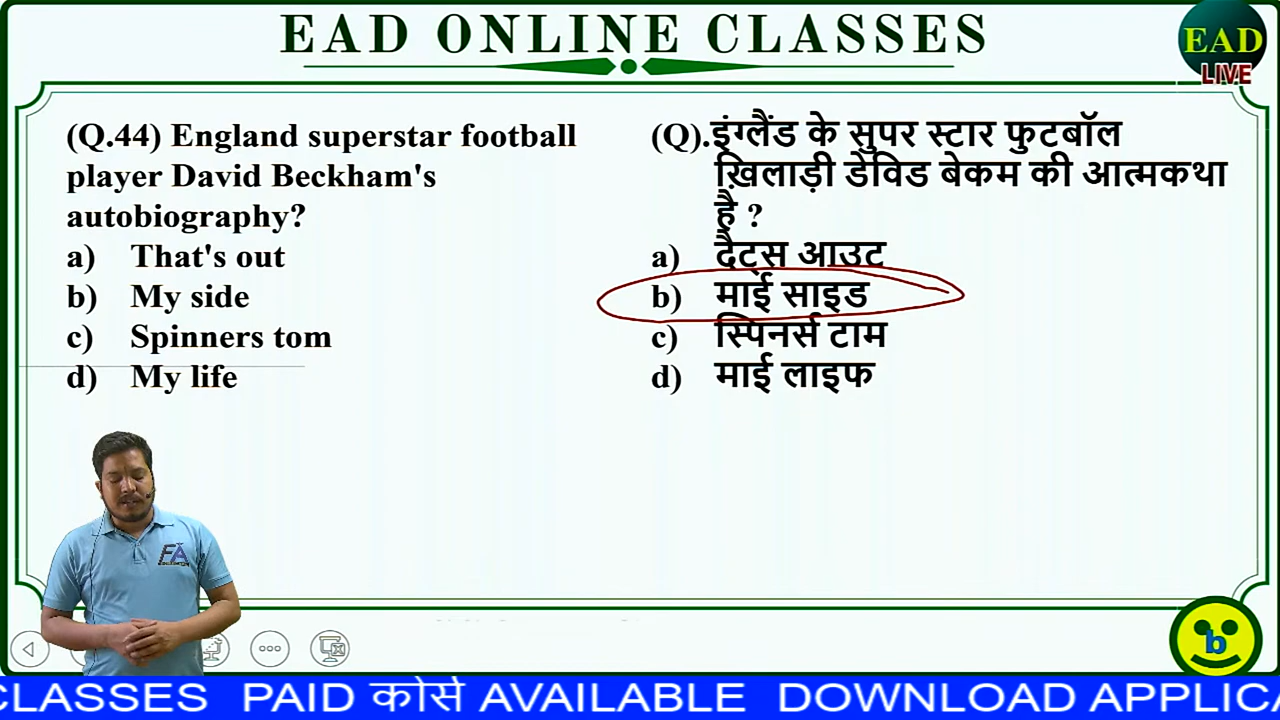 EAD ONLINE CLASSES
EAD
LIVE
(Q.44) England superstar football
player David Beckham's
autobiography?
a) That's out
b) My side
c) Spinners tom
d) My life
(Q).इंग्लैंड के सुपर स्टार फुटबॉल
ख़िलाड़ी डेविड बेकम की आत्मकथा
है ?
a) दैट्स आउट
b) माई साइड
c) स्पिनर्स टाम
d) माई लाइफ
EA
b
CLASSES PAID कोर्स AVAILABLE DOWNLOAD APPLICA